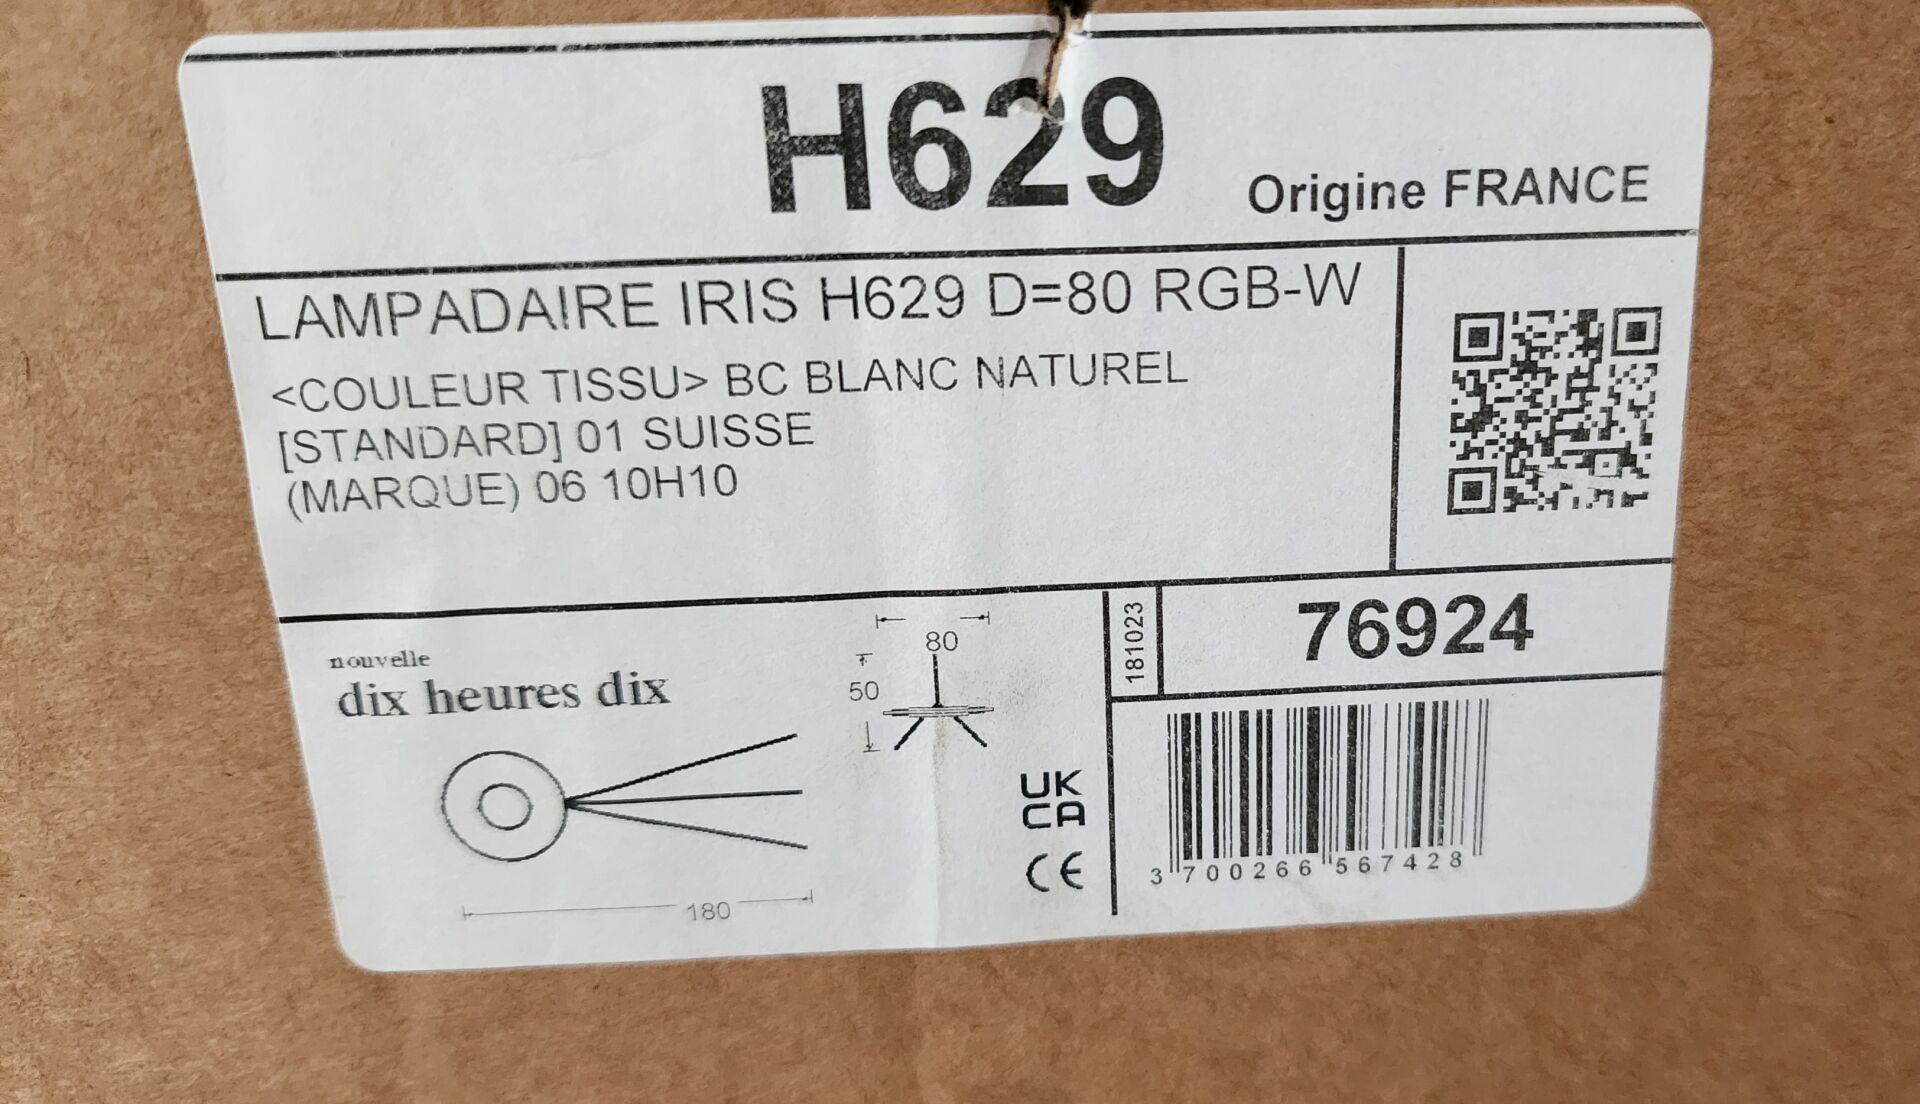 H629
Origine FRANCE
LAMPADAIRE IRIS H629 D=80 RGB-W
<COULEUR TISSU> BC BLANC NATUREL
[STANDARD] 01 SUISSE
(MARQUE) 06 10H10
nouvelle
dix heures dix
80
50
180
UK
CA
CE
181023
76924
3 700266 567428